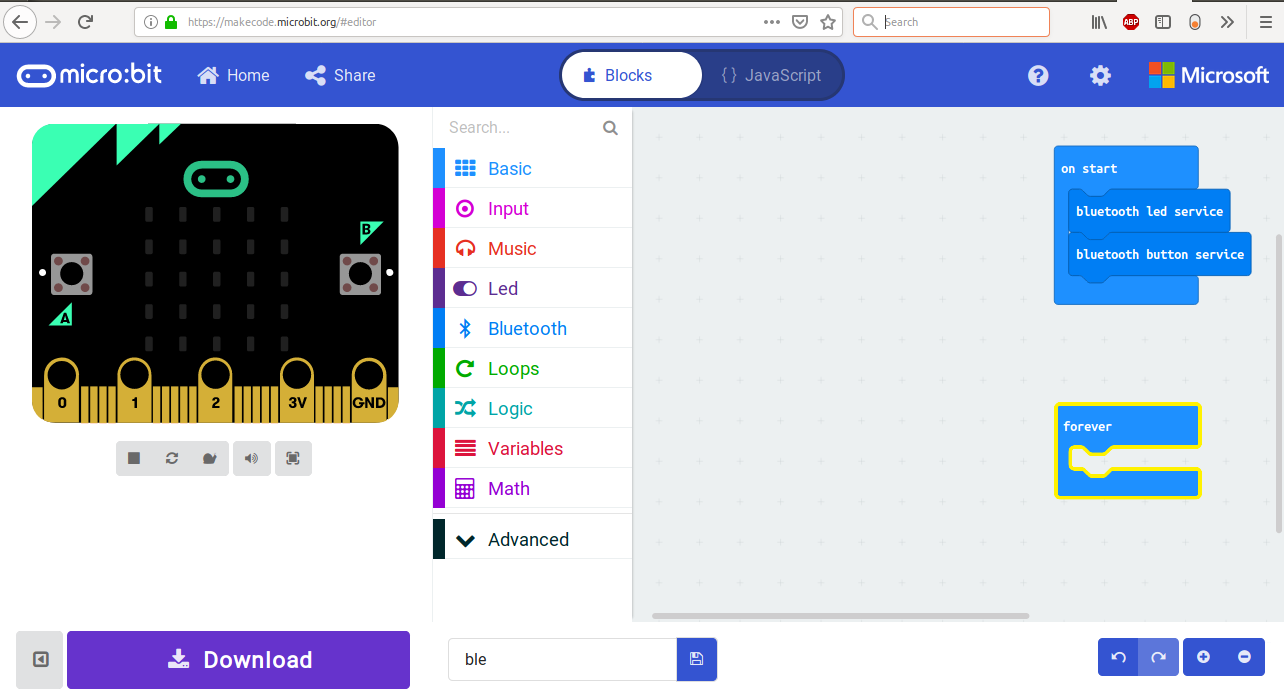 https://makecode.microbit.org/#editor
Search
ABP
micro:bit
Home
Share
Blocks
{ } JavaScript
?
Microsoft
B
A
0 1 2 3V GND
Search...
Basic
Input
Music
Led
Bluetooth
Loops
Logic
Variables
Math
Advanced
on start
bluetooth led service
bluetooth button service
forever
Download
ble